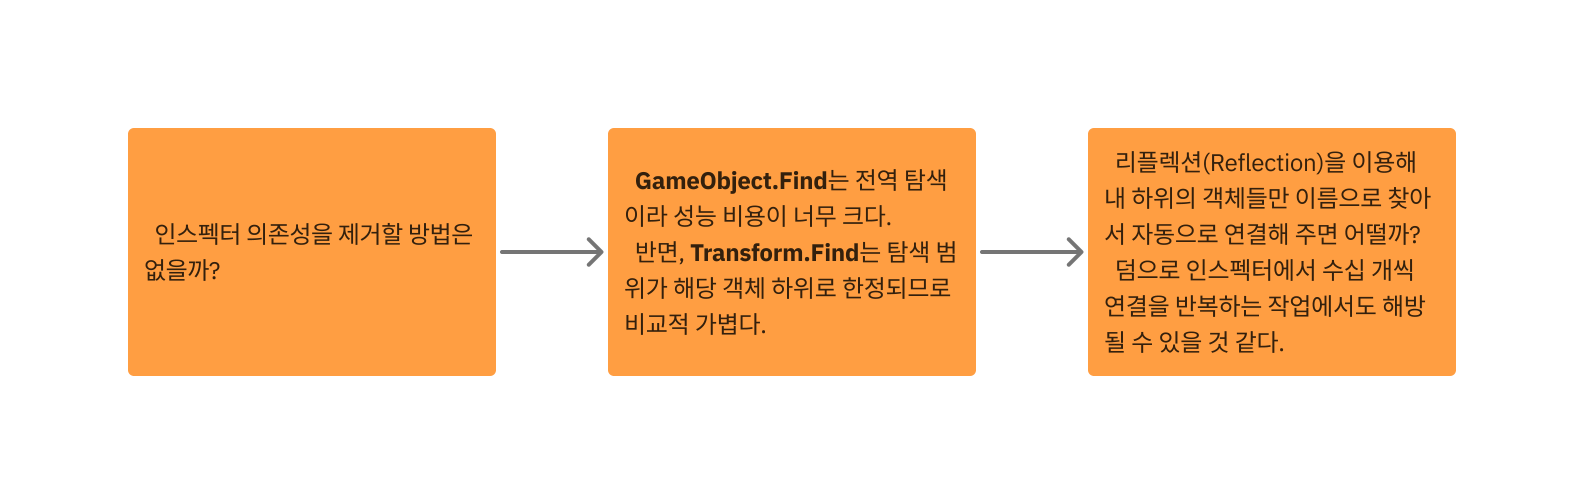 인스펙터 의존성을 제거할 방법은
없을까?
GameObject.Find는 전역 탐색
이라 성능 비용이 너무 크다.
반면, Transform.Find는 탐색 범
위가 해당 객체 하위로 한정되므로
비교적 가볍다.
리플렉션(Reflection)을 이용해
내 하위의 객체들만 이름으로 찾아
서 자동으로 연결해 주면 어떨까?
덤으로 인스펙터에서 수십 개씩
연결을 반복하는 작업에서도 해방
될 수 있을 것 같다.